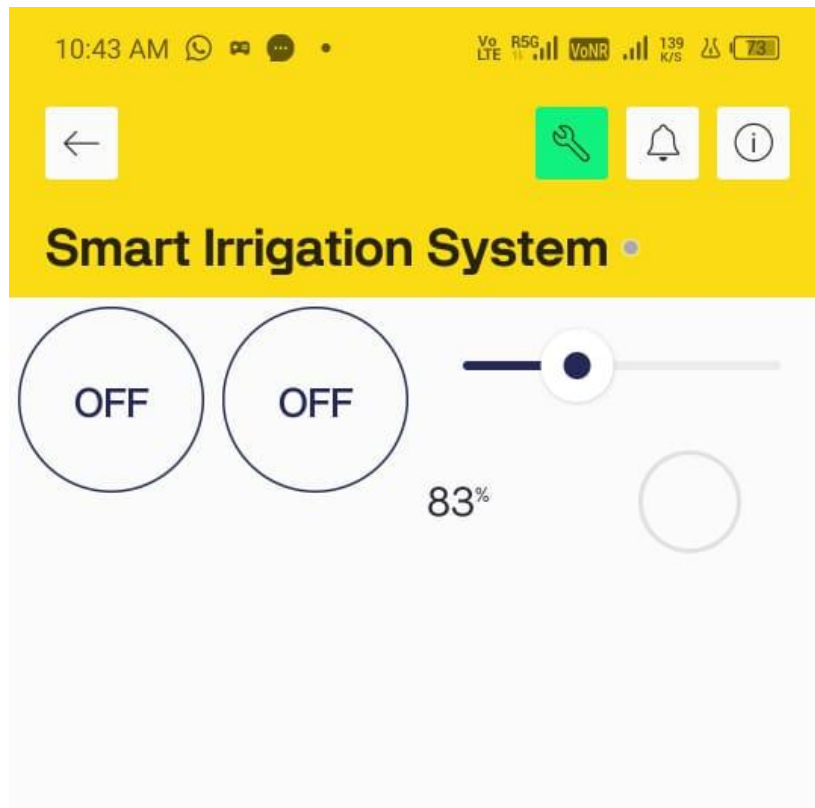 10:43 AM Vo LTE R5G VoNR 139 K/S 73
Smart Irrigation System
OFF OFF
83%